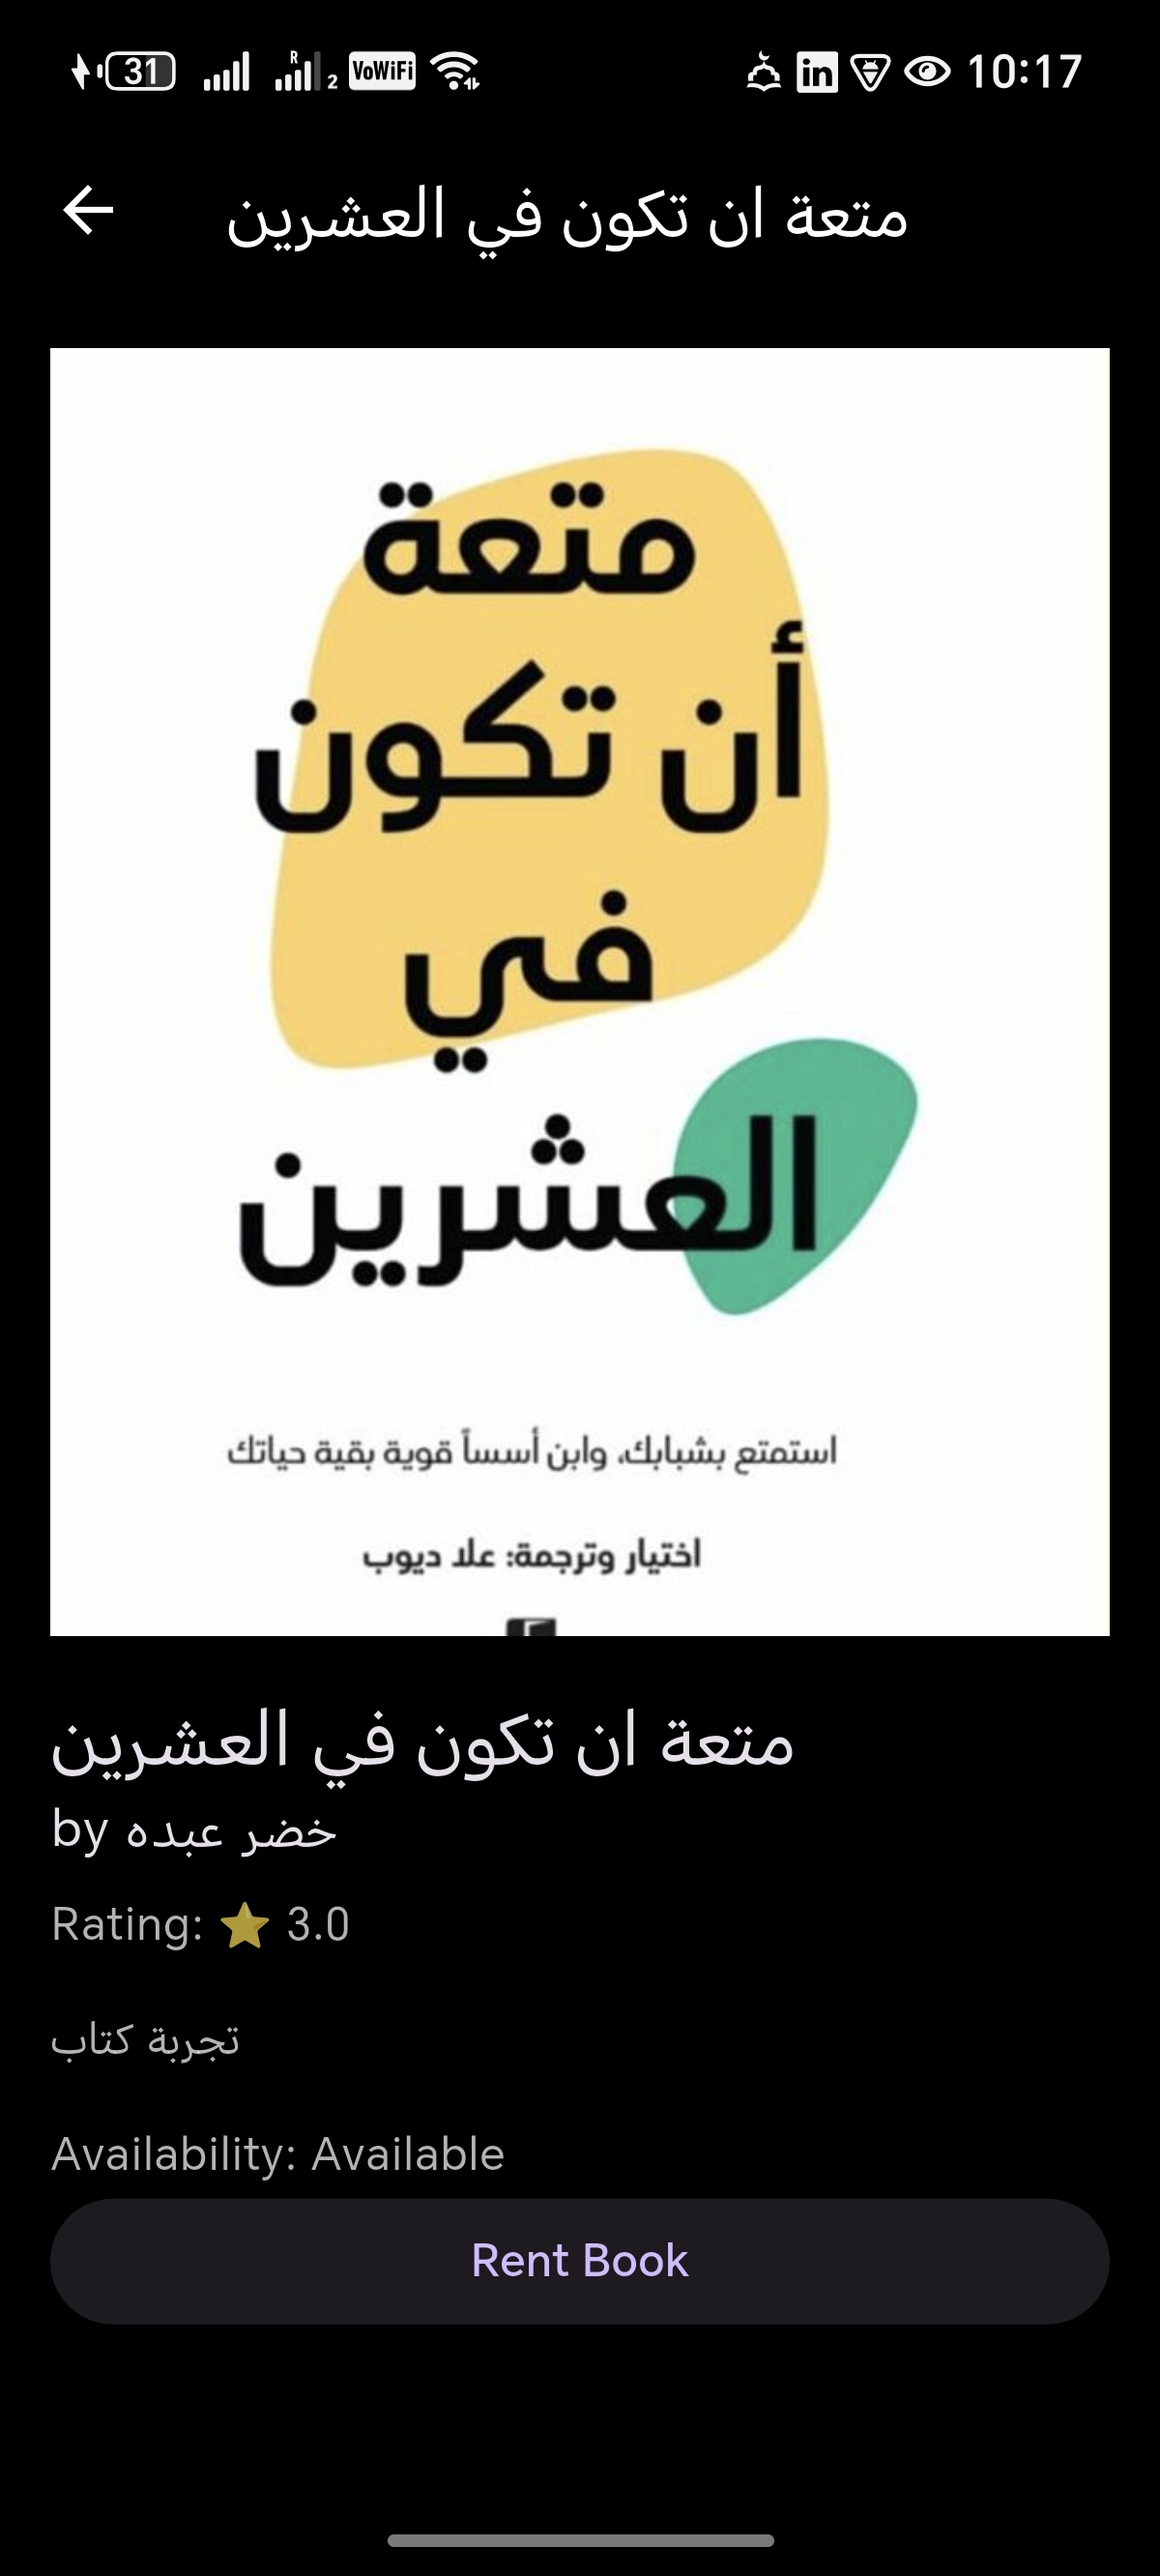 31 R 2 VoWiFi in 10:17
متعة ان تكون في العشرين
متعة
أن تكون
في
العشرين
استمتع بشبابك، وابن أسساً قوية بقية حياتك
اختيار وترجمة: علا ديوب
متعة ان تكون في العشرين
by خضر عبده
Rating: ⭐ 3.0
تجربة كتاب
Availability: Available
Rent Book